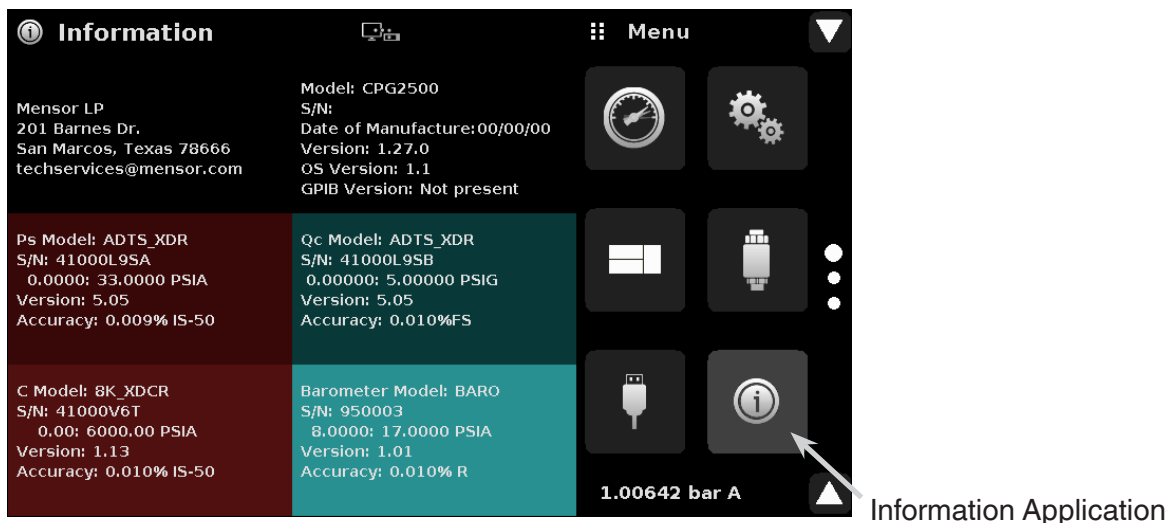 Information
Menu
Mensor LP
201 Barnes Dr.
San Marcos, Texas 78666
techservices@mensor.com
Model: CPG2500
S/N:
Date of Manufacture:00/00/00
Version: 1.27.0
OS Version: 1.1
GPIB Version: Not present
Ps Model: ADTS_XDR
S/N: 41000L9SA
0.0000: 33.0000 PSIA
Version: 5.05
Accuracy: 0.009% IS-50
Qc Model: ADTS_XDR
S/N: 41000L9SB
0.00000: 5.00000 PSIG
Version: 5.05
Accuracy: 0.010%FS
C Model: 8K_XDCR
S/N: 41000V6T
0.00: 6000.00 PSIA
Version: 1.13
Accuracy: 0.010% IS-50
Barometer Model: BARO
S/N: 950003
8.0000: 17.0000 PSIA
Version: 1.01
Accuracy: 0.010% R
1.00642 bar A
Information Application